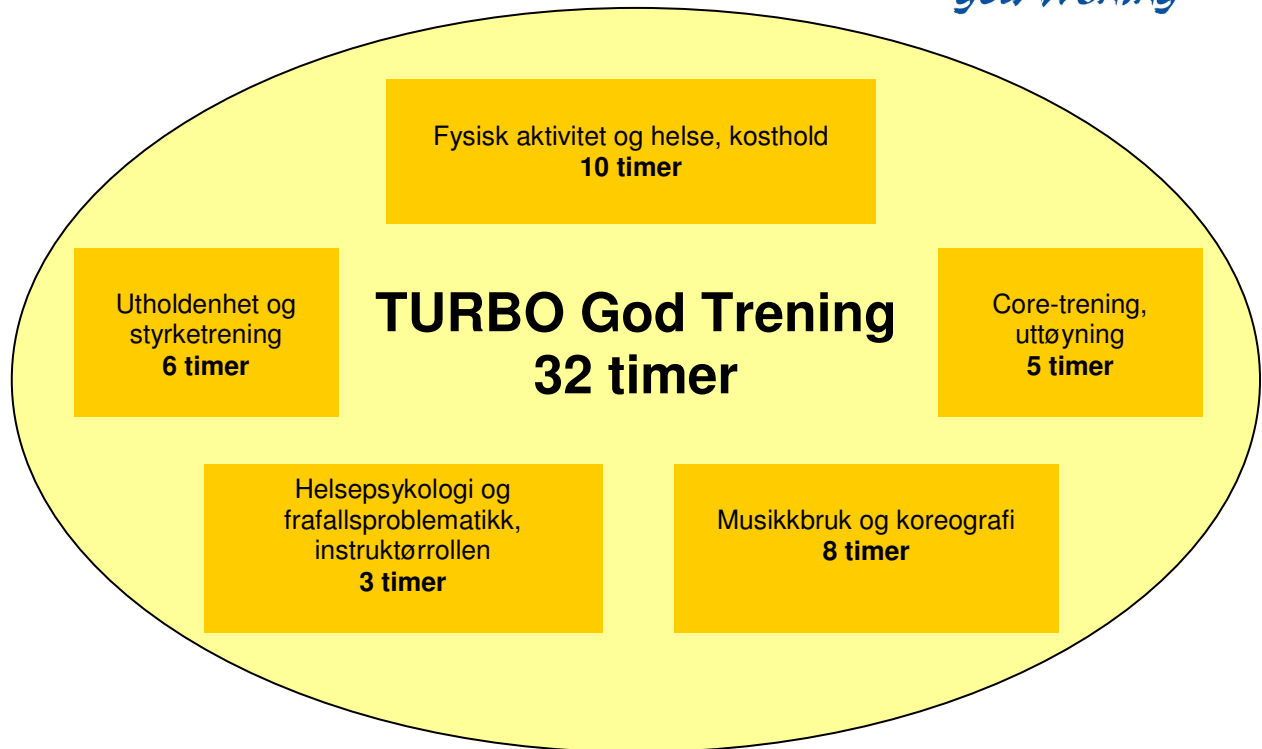 Fysisk aktivitet og helse, kosthold
10 timer
Utholdenhet og
styrketrening
6 timer
TURBO God Trening
32 timer
Core-trening,
uttøyning
5 timer
Helsepsykologi og
frafallsproblematikk,
instruktørrollen
3 timer
Musikkbruk og koreografi
8 timer